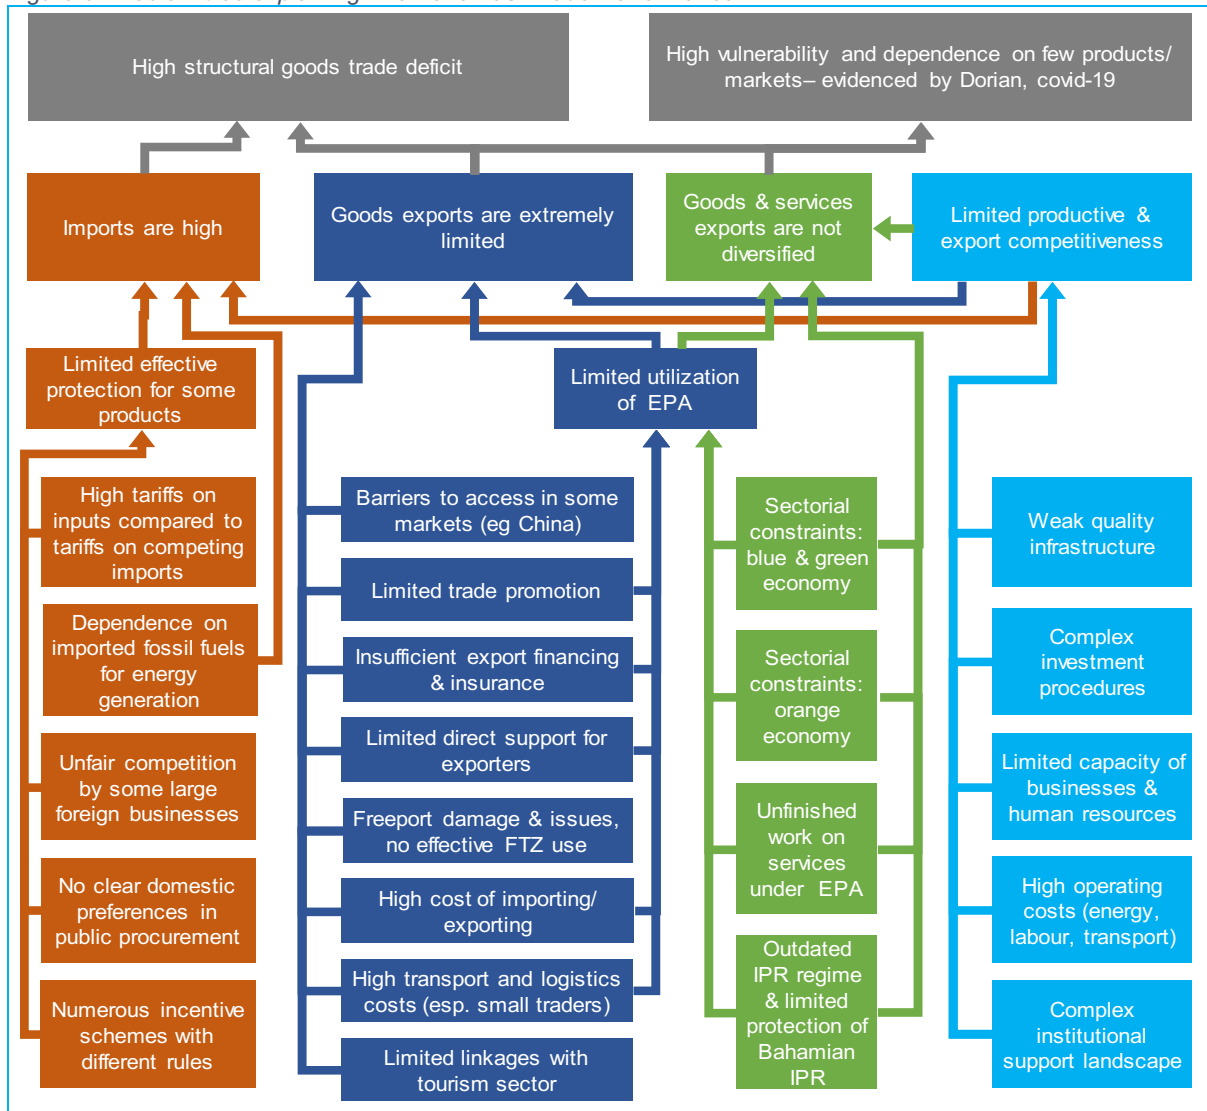 High structural goods trade deficit
High vulnerability and dependence on few products/
markets– evidenced by Dorian, covid-19
Imports are high
Goods exports are extremely
limited
Goods & services
exports are not
diversified
Limited productive &
export competitiveness
Limited effective
protection for some
products
Limited utilization
of EPA
High tariffs on
inputs compared to
tariffs on competing
imports
Dependence on
imported fossil fuels
for energy
generation
Unfair competition
by some large
foreign businesses
No clear domestic
preferences in
public procurement
Numerous incentive
schemes with
different rules
Barriers to access in some
markets (eg China)
Limited trade promotion
Insufficient export financing
& insurance
Limited direct support for
exporters
Freeport damage & issues,
no effective FTZ use
High cost of importing/
exporting
High transport and logistics
costs (esp. small traders)
Limited linkages with
tourism sector
Sectorial
constraints:
blue & green
economy
Sectorial
constraints:
orange
economy
Unfinished
work on
services
under EPA
Outdated
IPR regime
& limited
protection of
Bahamian
IPR
Weak quality
infrastructure
Complex
investment
procedures
Limited capacity of
businesses &
human resources
High operating
costs (energy,
labour, transport)
Complex
institutional
support landscape